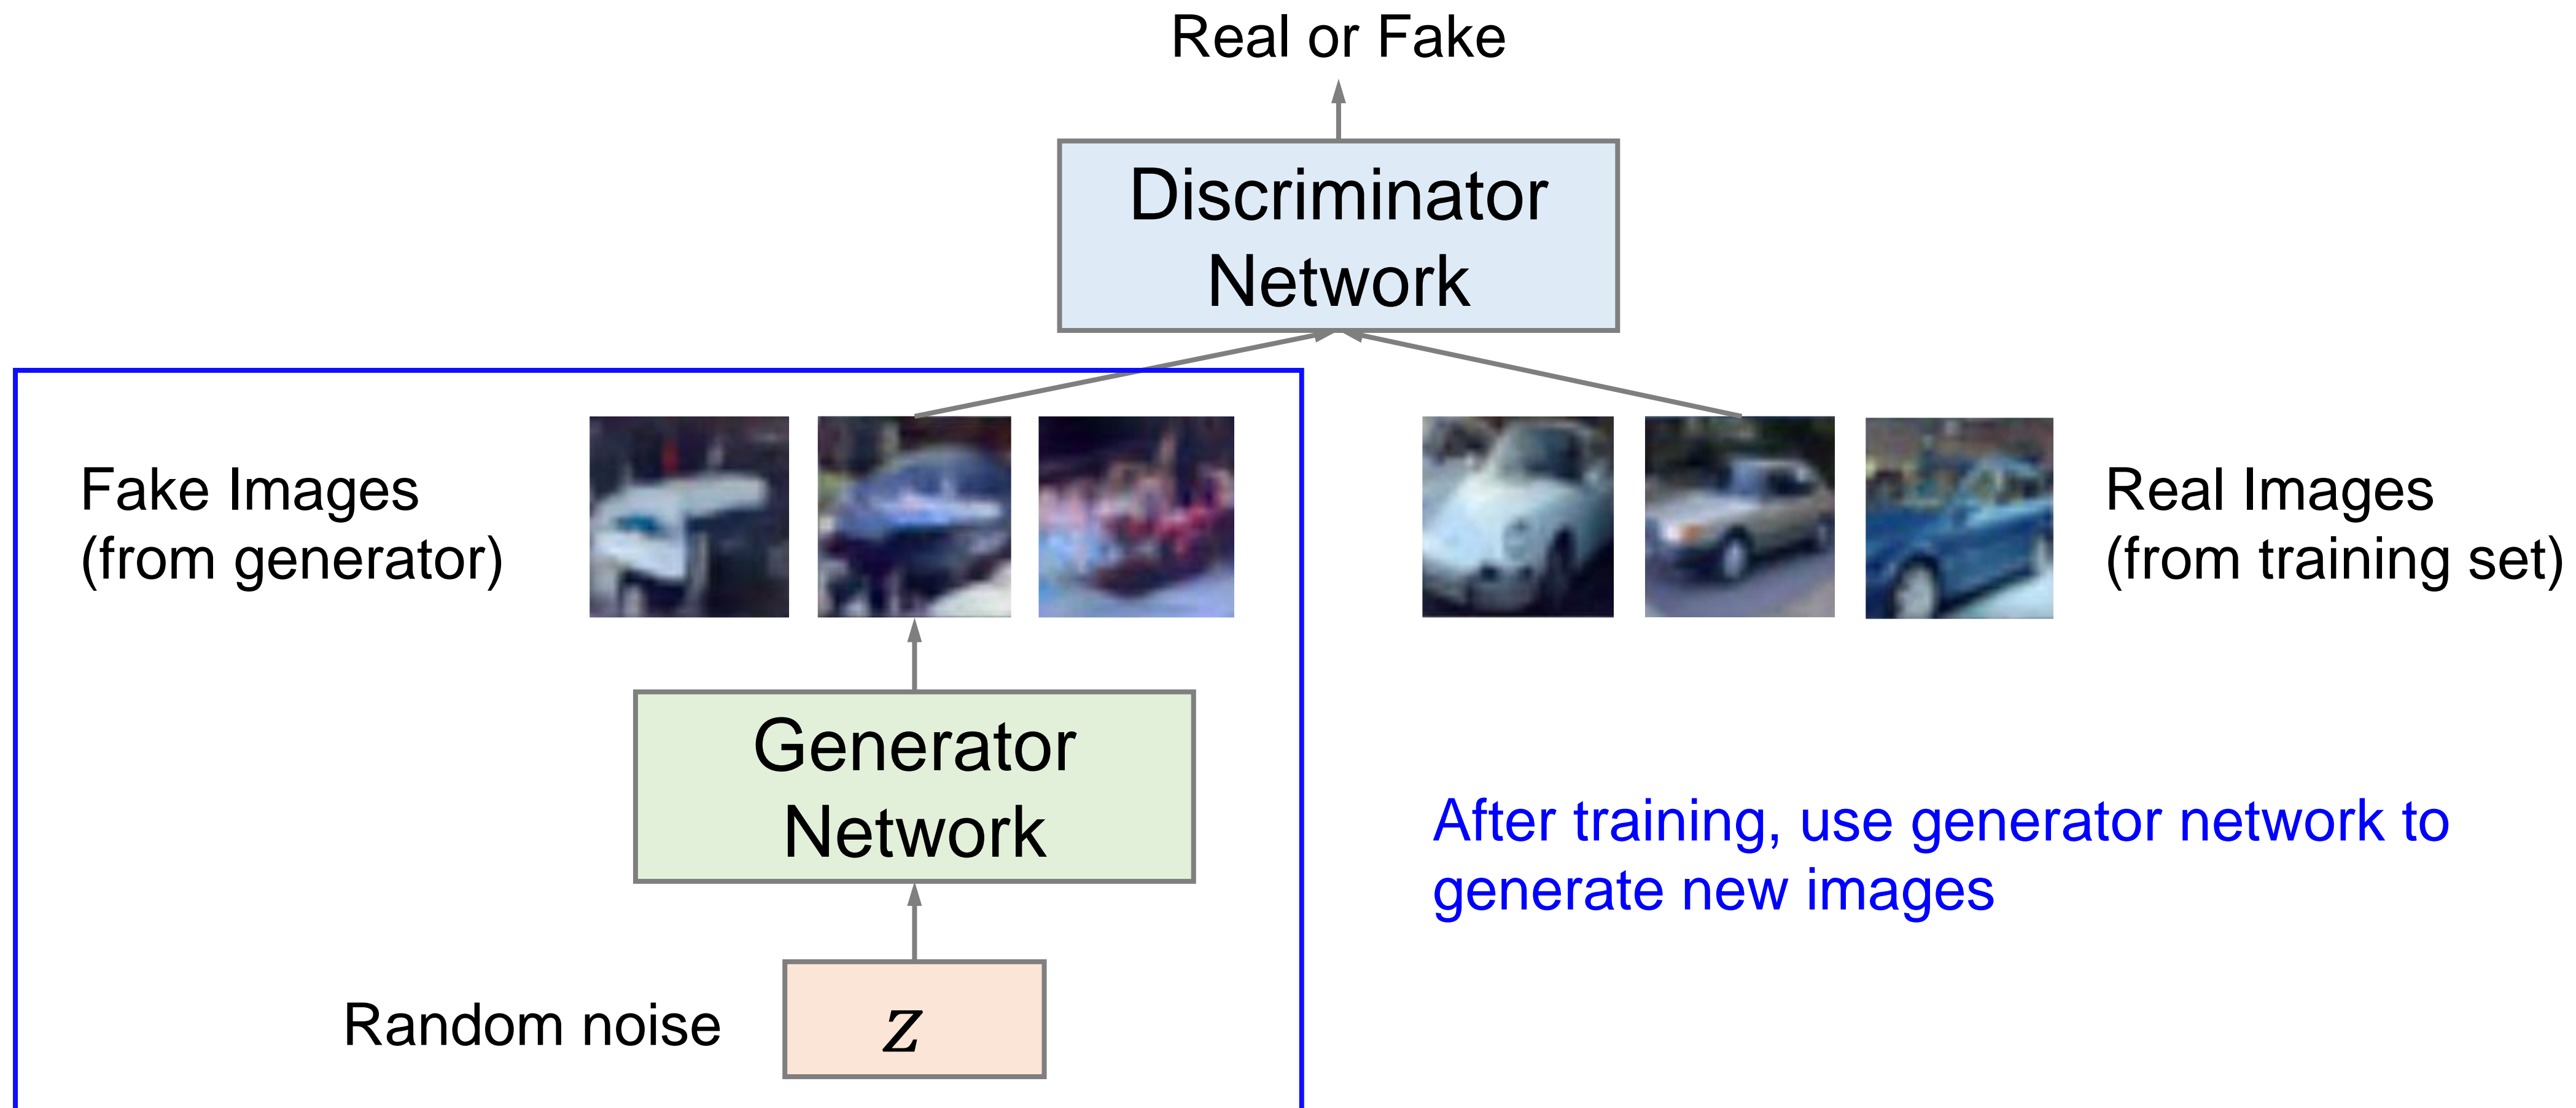 Real or Fake
Discriminator
Network
Fake Images
(from generator)
Real Images
(from training set)
Generator
Network
After training, use generator network to
generate new images
Random noise
z